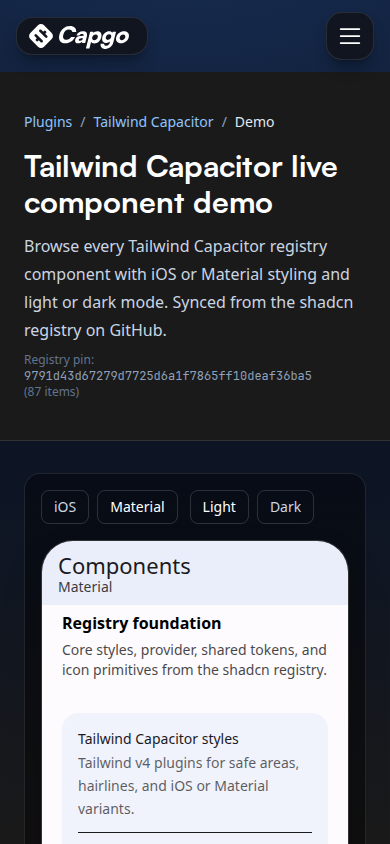 Capgo
Plugins / Tailwind Capacitor / Demo
Tailwind Capacitor live
component demo
Browse every Tailwind Capacitor registry
component with iOS or Material styling and
light or dark mode. Synced from the shadcn
registry on GitHub.
Registry pin:
9791d43d67279d7725d6a1f7865ff10deaf36ba5
(87 items)
iOS Material Light Dark
Components
Material
Registry foundation
Core styles, provider, shared tokens, and
icon primitives from the shadcn registry.
Tailwind Capacitor styles
Tailwind v4 plugins for safe areas,
hairlines, and iOS or Material
variants.